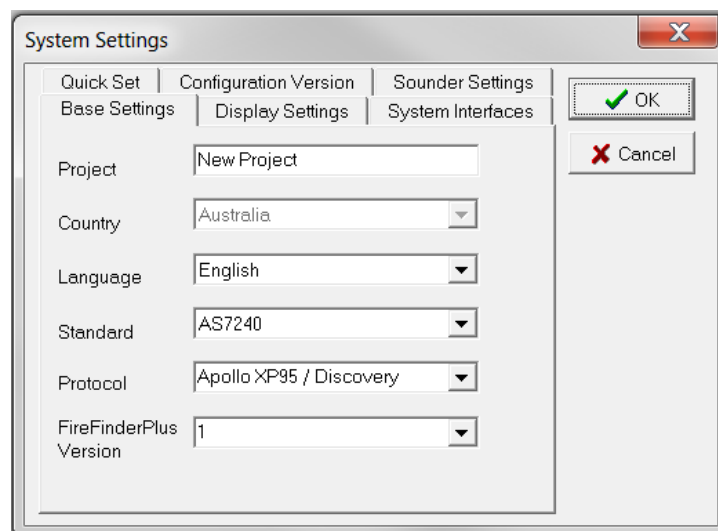 System Settings
Quick Set
Configuration Version
Sounder Settings
Base Settings
Display Settings
System Interfaces
OK
Cancel
Project
New Project
Country
Australia
Language
English
Standard
AS7240
Protocol
Apollo XP95 / Discovery
FireFinderPlus
Version
1